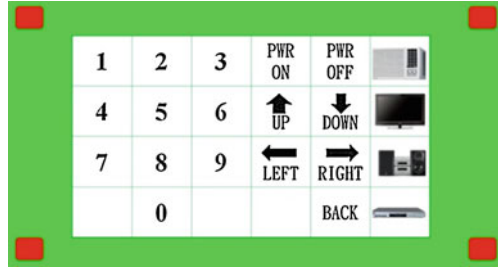 1 2 3 PWR ON PWR OFF
4 5 6 UP DOWN
7 8 9 LEFT RIGHT
0 BACK